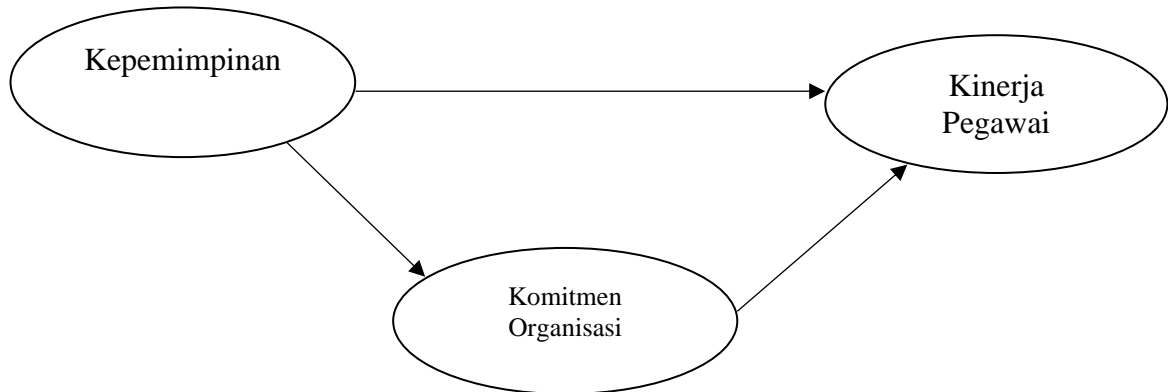 Kepemimpinan
Kinerja
Pegawai
Komitmen
Organisasi